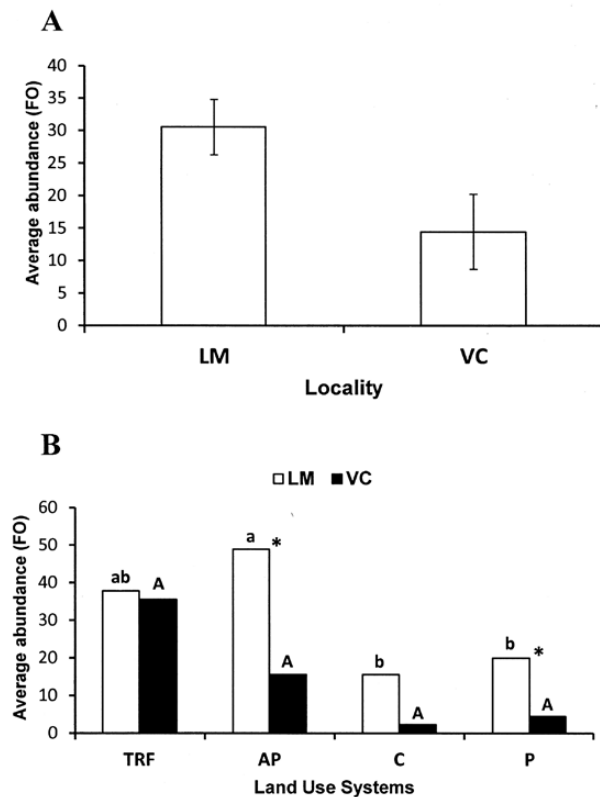 A
Average abundance (FO)
40
35
30
25
20
15
10
5
0
LM VC
Locality
B
LM VC
Average abundance (FO)
60
50
40
30
20
10
0
ab A a * A b A b * A
TRF AP C P
Land Use Systems